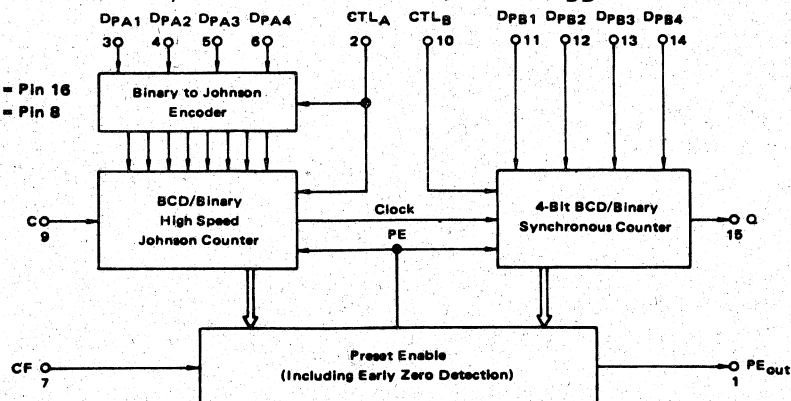 DPA1 DPA2 DPA3 DPA4 CTLA CTLB DPB1 DPB2 DPB3 DPB4
3 4 5 6 2 10 11 12 13 14
= Pin 16
= Pin 8
Binary to Johnson
Encoder
BCD/Binary
High Speed
Johnson Counter
C
9
Clock
PE
4-Bit BCD/Binary
Synchronous Counter
Q
15
Preset Enable
(Including Early Zero Detection)
CF
7
PEout
1